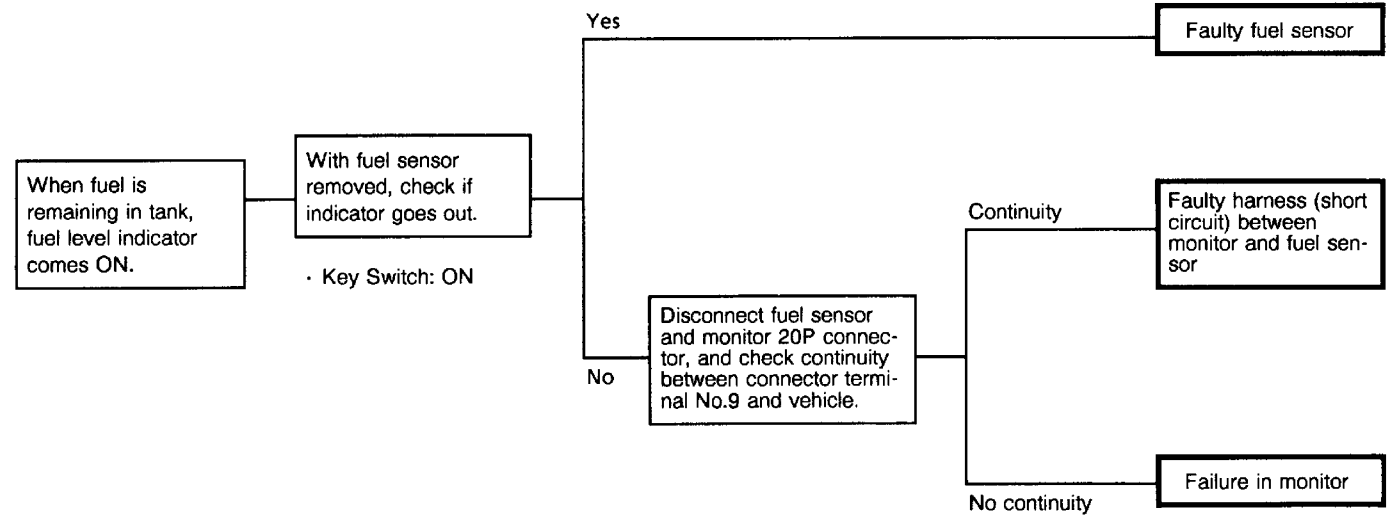 Yes
Faulty fuel sensor
When fuel is
remaining in tank,
fuel level indicator
comes ON.
With fuel sensor
removed, check if
indicator goes out.
· Key Switch: ON
No
Disconnect fuel sensor
and monitor 20P connec-
tor, and check continuity
between connector termi-
nal No.9 and vehicle.
Continuity
Faulty harness (short
circuit) between
monitor and fuel sen-
sor
No continuity
Failure in monitor